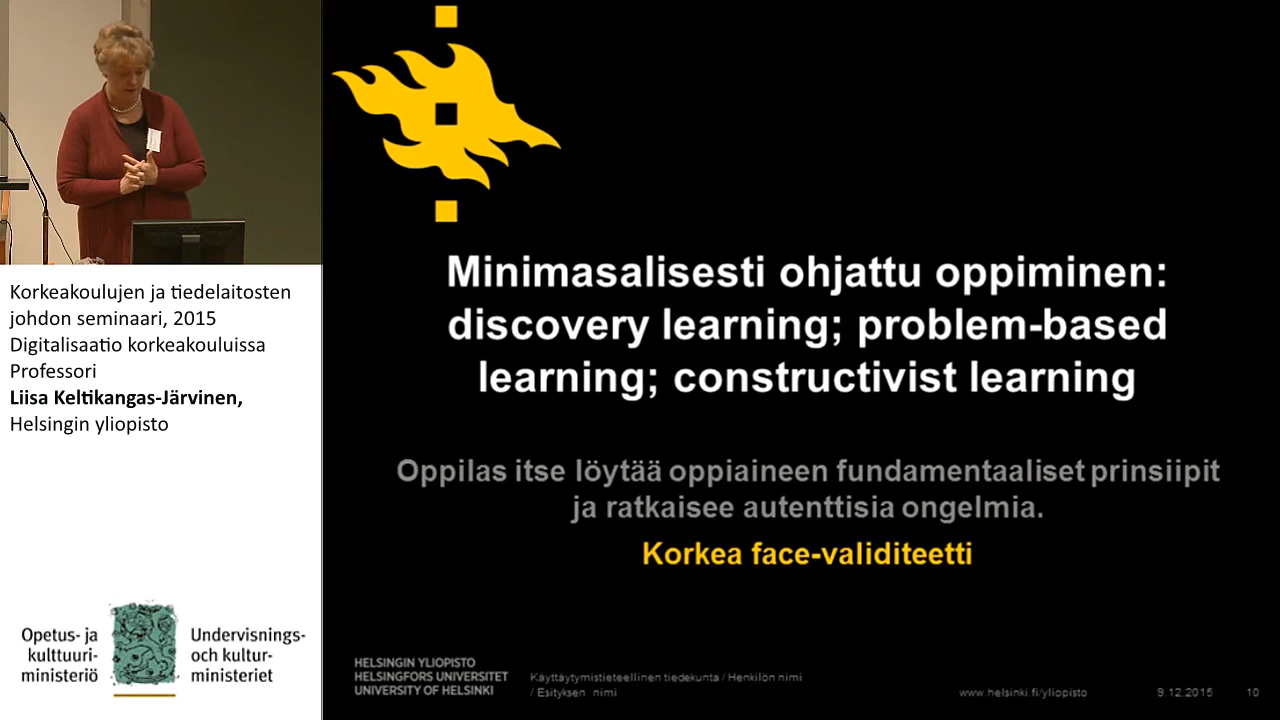 Korkeakoulujen ja tiedelaitosten
johdon seminaari, 2015
Digitalisaatio korkeakouluissa
Professori
Liisa Keltikangas-Järvinen,
Helsingin yliopisto
Opetus- ja
kulttuuri-
ministeriö
Undervisnings-
och kultur-
ministeriet
Minimasalisesti ohjattu oppiminen:
discovery learning; problem-based
learning; constructivist learning
Oppilas itse löytää oppiaineen fundamentaaliset prinsiipit
ja ratkaisee autenttisia ongelmia.
Korkea face-validiteetti
HELSINGIN YLIOPISTO
HELSINGFORS UNIVERSITET
UNIVERSITY OF HELSINKI
Käyttäytymistieteellinen tiedekunta / Henkilön nimi
/ Esityksen nimi
www.helsinki.fi/yliopisto
9.12.2015
10